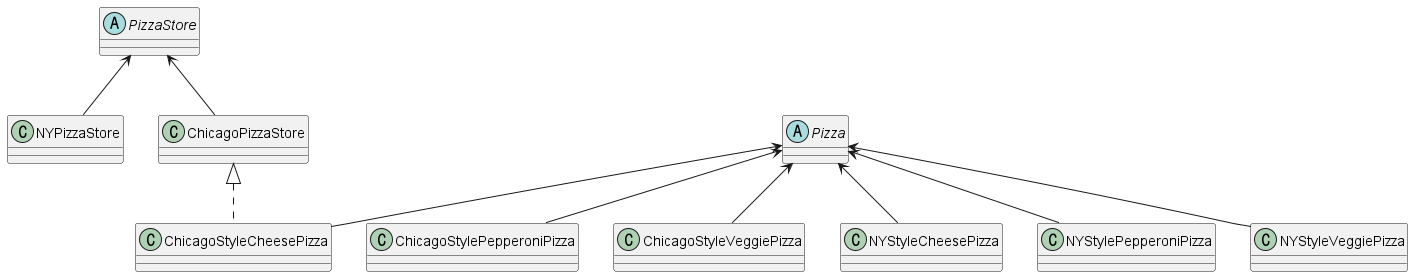 A PizzaStore
C NYPizzaStore
C ChicagoPizzaStore
A Pizza
C ChicagoStyleCheesePizza
C ChicagoStylePepperoniPizza
C ChicagoStyleVeggiePizza
C NYStyleCheesePizza
C NYStylePepperoniPizza
C NYStyleVeggiePizza